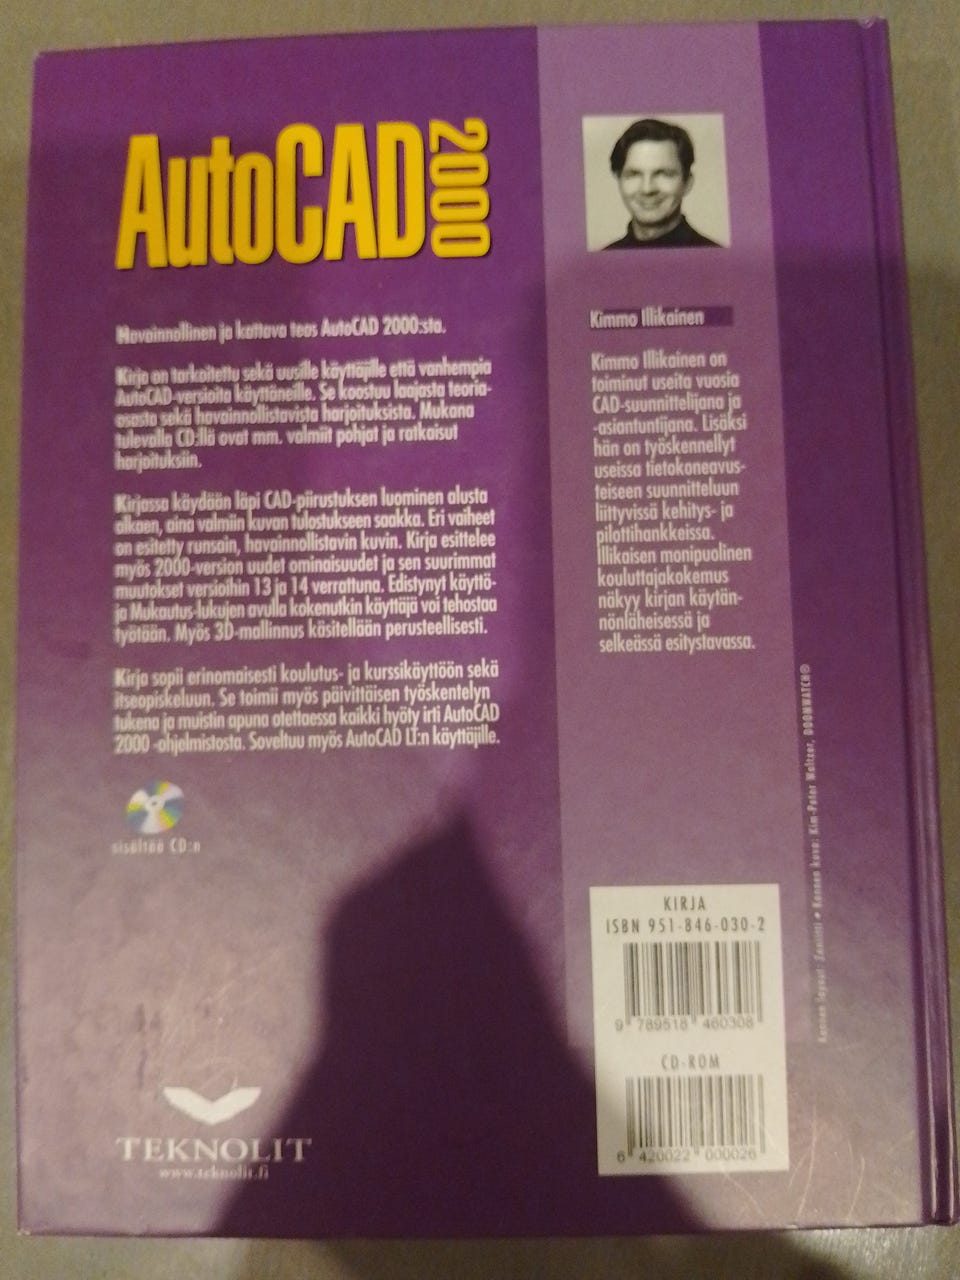 AutoCAD 2000
Havainnollinen ja kattava teos AutoCAD 2000:sta.
Kirja on tarkoitettu sekä uusille käyttäjille että vanhempia
AutoCAD-versioita käyttäneille. Se koostuu laajasta teoria-
osasta sekä havainnollistavista harjoituksista. Mukana
tulevalla CD:llä ovat mm. valmiit pohjat ja ratkaisut
harjoituksiin.
Kirjassa käydään läpi CAD-piirustuksen luominen alusta
alkaen, aina valmiin kuvan tulostukseen saakka. Eri vaiheet
on esitetty runsain, havainnollistavin kuvin. Kirja esittelee
myös 2000-version uudet ominaisuudet ja sen suurimmat
muutokset versioihin 13 ja 14 verrattuna. Edistynyt käyttö-
ja Mukautus-lukujen avulla kokenutkin käyttäjä voi tehostaa
työtään. Myös 3D-mallinnus käsitellään perusteellisesti.
Kirja sopii erinomaisesti koulutus- ja kurssikäyttöön sekä
itseopiskeluun. Se toimii myös päivittäisen työskentelyn
tukena ja muistin apuna otettaessa kaikki hyöty irti AutoCAD
2000 -ohjelmistosta. Soveltuu myös AutoCAD LT:n käyttäjille.
sisältää CD:n
TEKNOLIT
www.teknolit.fi
Kimmo Illikainen
Kimmo Illikainen on
toiminut useita vuosia
CAD-suunnittelijana ja
-asiantuntijana. Lisäksi
hän on työskennellyt
useissa tietokoneavus-
teiseen suunnitteluun
liittyvissä kehitys- ja
pilottihankkeissa.
Illikaisen monipuolinen
kouluttajakokemus
näkyy kirjan käytän-
nönläheisessä ja
selkeässä esitystavassa.
KIRJA
ISBN 951-846-030-2
9 789518 460308
CD-ROM
6 420022 000026
Kannen layout: • Kannen kuva: Kim-Peter Waltzer, DOOMWATCH®